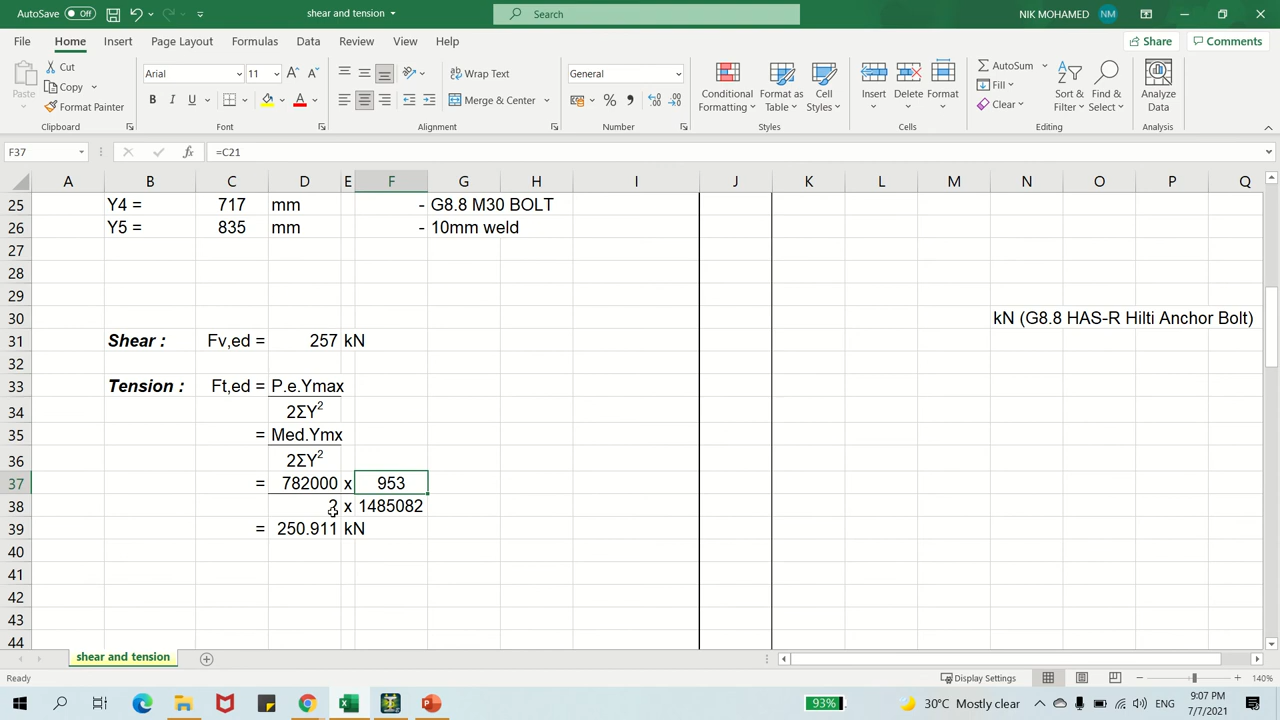 AutoSave Off shear and tension Search NIK MOHAMED NM
File Home Insert Page Layout Formulas Data Review View Help Share Comments
Paste Cut Copy Format Painter Clipboard
Arial 11 B I U A Font
Wrap Text Merge & Center Alignment
General % , Number
Conditional Formatting Format as Table Cell Styles Styles
Insert Delete Format Cells
AutoSum Fill Clear Sort & Filter Find & Select Editing
Analyze Data Analysis
F37 fx =C21
A B C D E F G H I J K L M N O P Q
25 Y4 = 717 mm - G8.8 M30 BOLT
26 Y5 = 835 mm - 10mm weld
27
28
29
30 kN (G8.8 HAS-R Hilti Anchor Bolt)
31 Shear : Fv,ed = 257 kN
32
33 Tension : Ft,ed = P.e.Ymax
34 2ΣY²
35 = Med.Ymx
36 2ΣY²
37 = 782000 x 953
38 2 x 1485082
39 = 250.911 kN
40
41
42
43
44
shear and tension
Ready Display Settings 140%
93% 30°C Mostly clear ENG 9:07 PM 7/7/2021